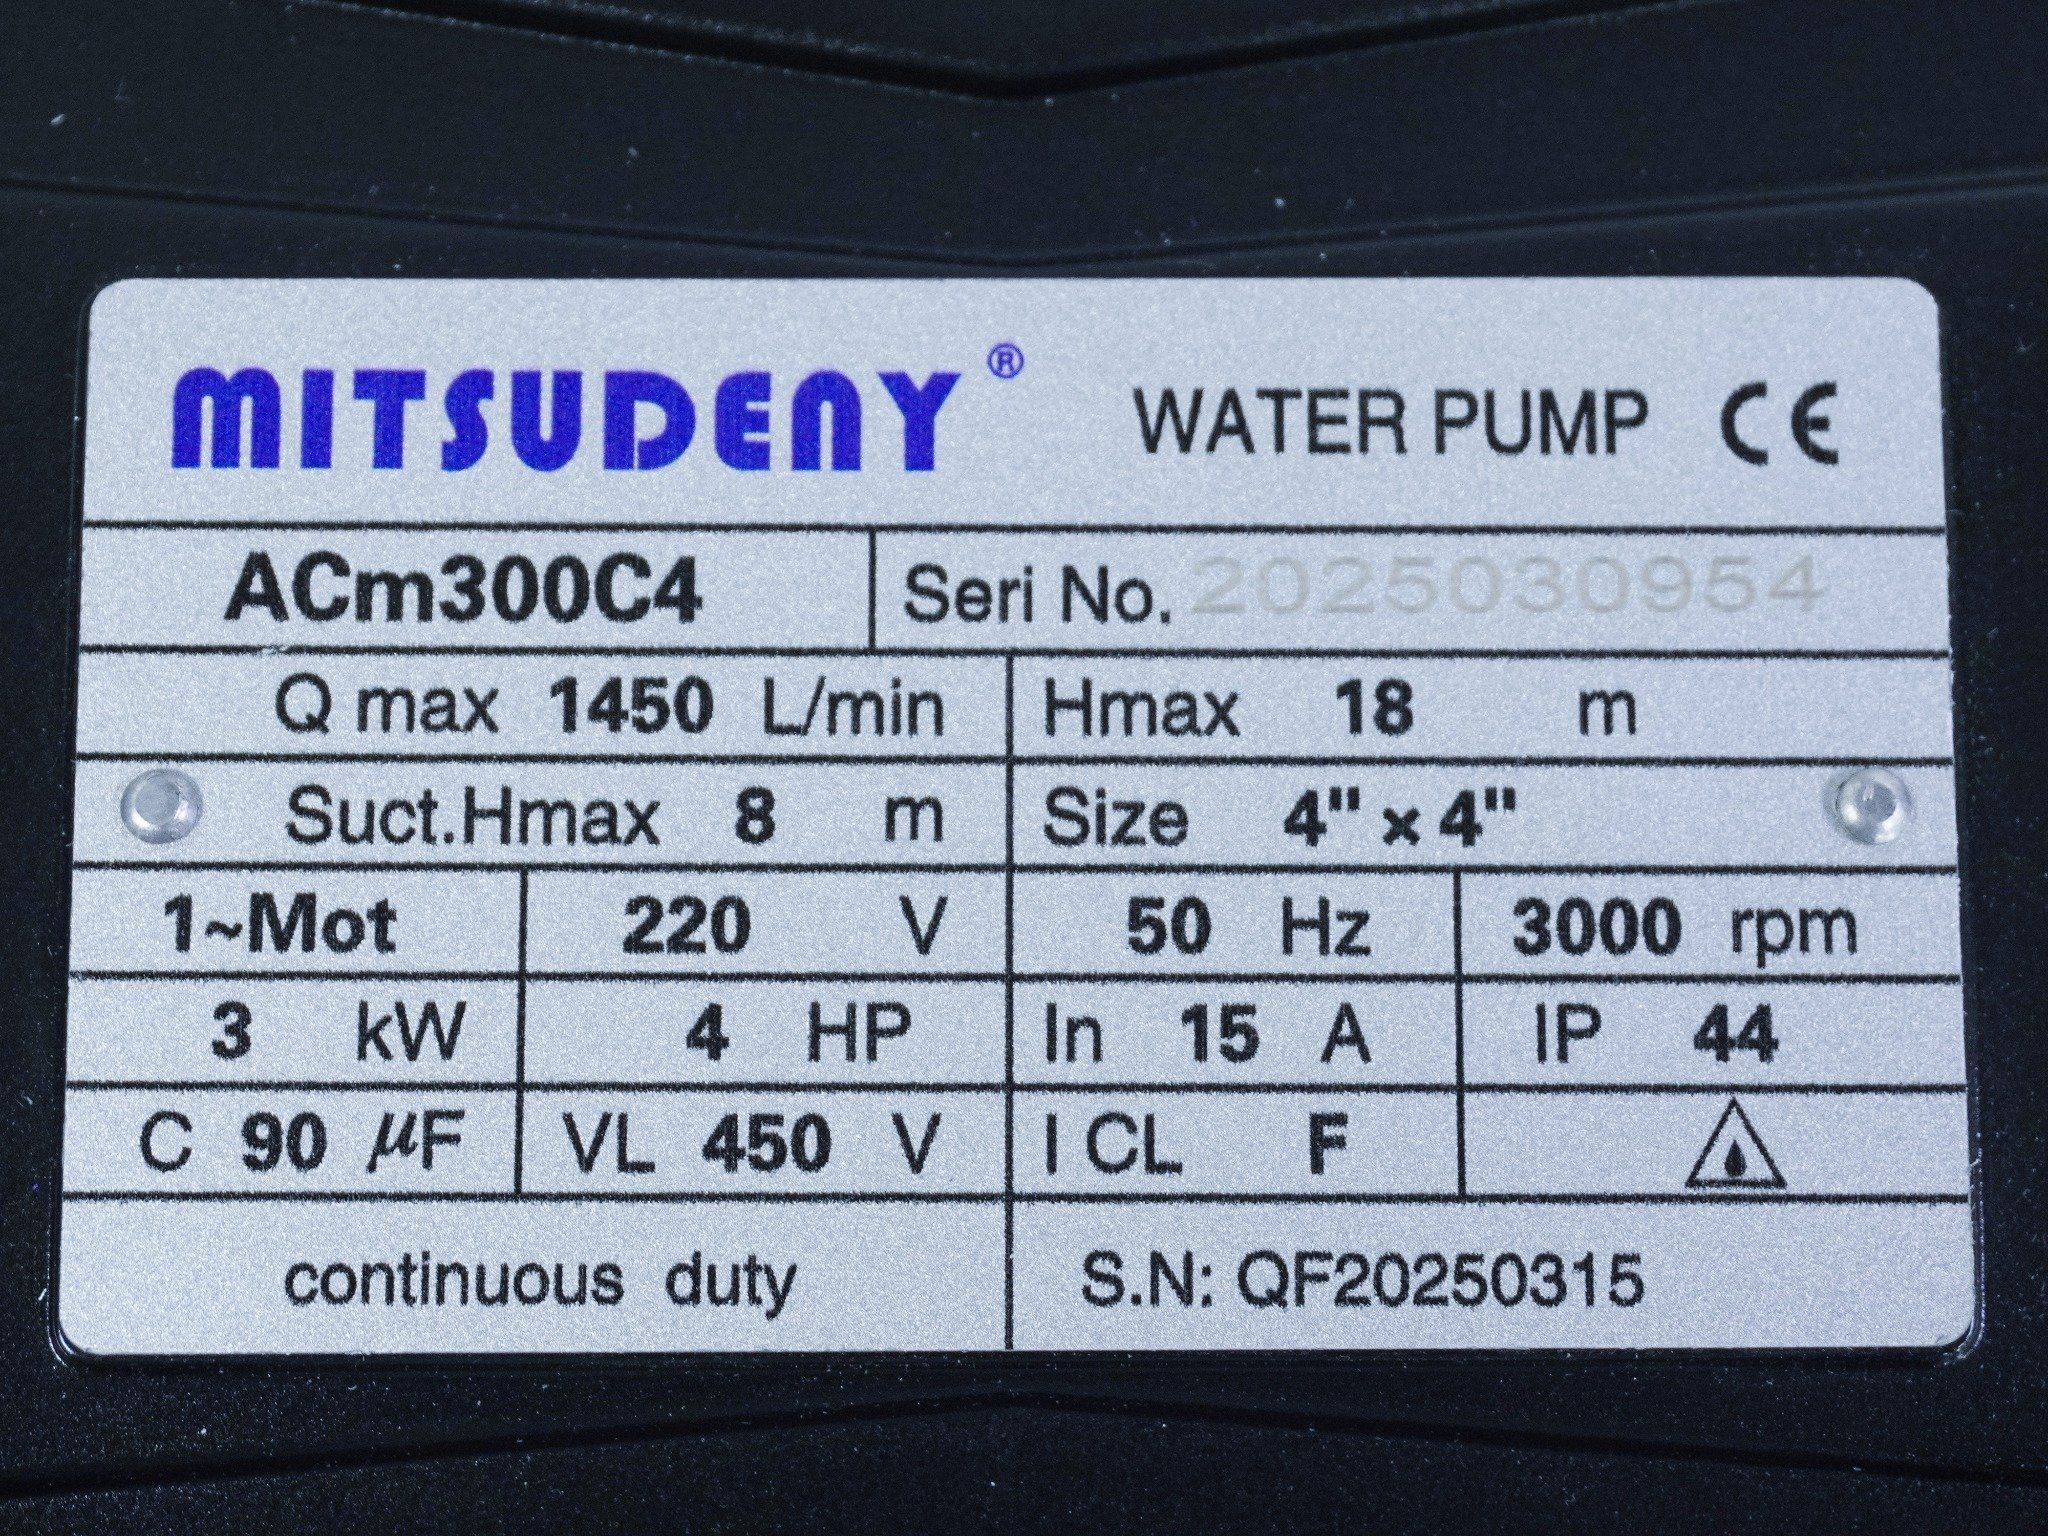 MITSUDENY® WATER PUMP CE
ACm300C4 Seri No. 2025030954
Q max 1450 L/min Hmax 18 m
Suct.Hmax 8 m Size 4" × 4"
1~Mot 220 V 50 Hz 3000 rpm
3 kW 4 HP In 15 A IP 44
C 90 μF VL 450 V I CL F
continuous duty S.N: QF20250315